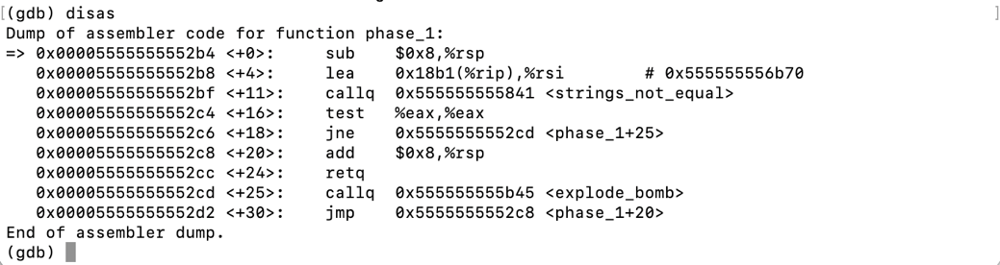 (gdb) disas
Dump of assembler code for function phase_1:
=> 0x00005555555552b4 <+0>:     sub    $0x8,%rsp
   0x00005555555552b8 <+4>:     lea    0x18b1(%rip),%rsi        # 0x555555556b70
   0x00005555555552bf <+11>:    callq  0x555555555841 <strings_not_equal>
   0x00005555555552c4 <+16>:    test   %eax,%eax
   0x00005555555552c6 <+18>:    jne    0x5555555552cd <phase_1+25>
   0x00005555555552c8 <+20>:    add    $0x8,%rsp
   0x00005555555552cc <+24>:    retq
   0x00005555555552cd <+25>:    callq  0x555555555b45 <explode_bomb>
   0x00005555555552d2 <+30>:    jmp    0x5555555552c8 <phase_1+20>
End of assembler dump.
(gdb)